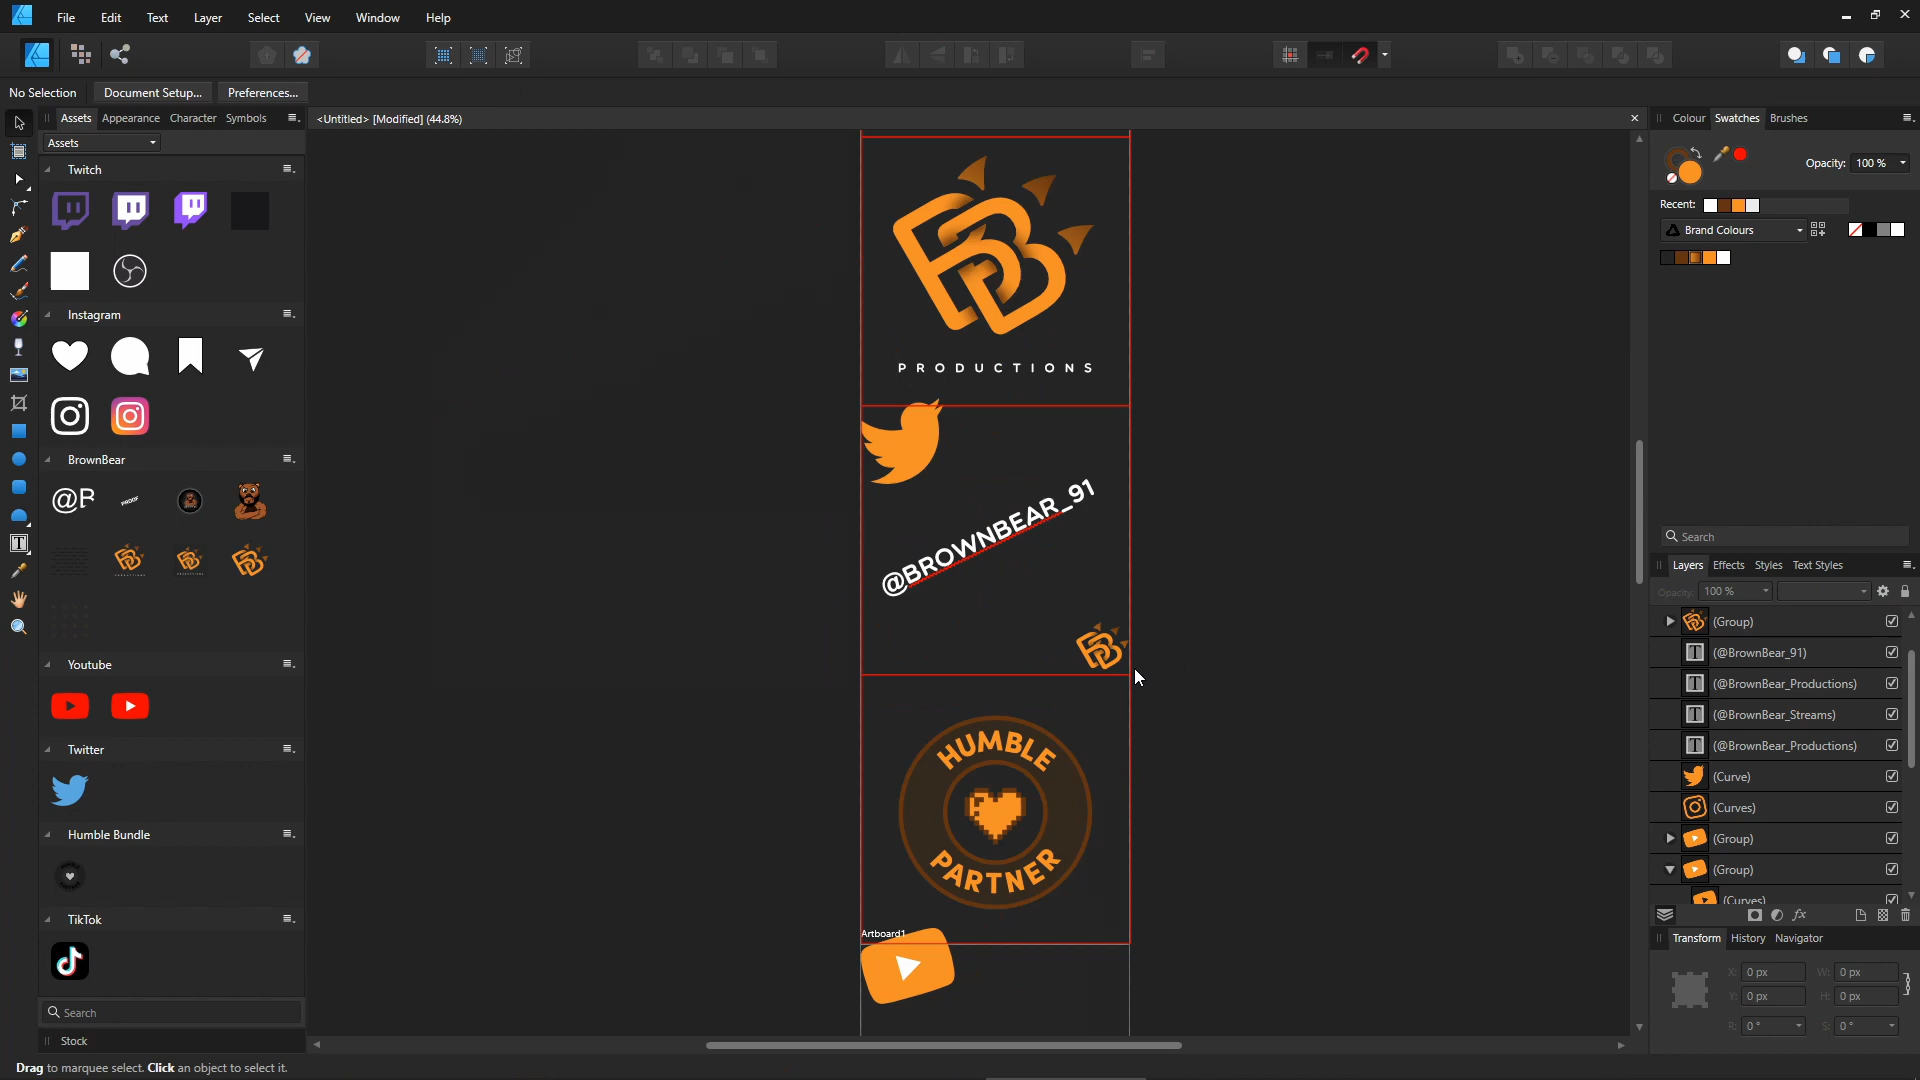 File Edit Text Layer Select View Window Help
No Selection Document Setup... Preferences...
Assets Appearance Character Symbols
<Untitled> [Modified] (44.8%)
Colour Swatches Brushes
Assets
Opacity: 100 %
Twitch
Recent:
Brand Colours
Instagram
BrownBear
@B
PROOF
PRODUCTIONS
@BROWNBEAR_91
HUMBLE
PARTNER
Artboard1
Youtube
Twitter
Humble Bundle
TikTok
Search
Stock
Search
Layers Effects Styles Text Styles
Opacity: 100 %
(Group)
(@BrownBear_91)
(@BrownBear_Productions)
(@BrownBear_Streams)
(@BrownBear_Productions)
(Curve)
(Curves)
(Group)
(Group)
(Curves)
Transform History Navigator
X: 0 px W: 0 px
Y: 0 px H: 0 px
R: 0 ° S: 0 °
Drag to marquee select. Click an object to select it.